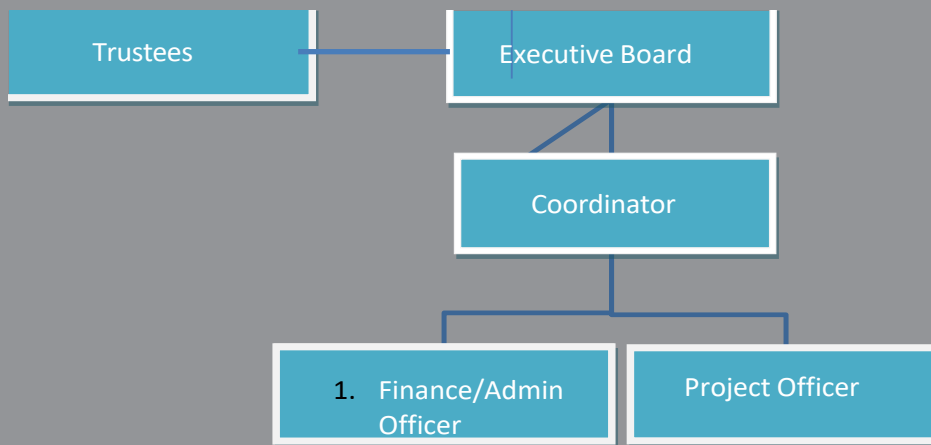 Trustees
Executive Board
Coordinator
1. Finance/Admin
Officer
Project Officer